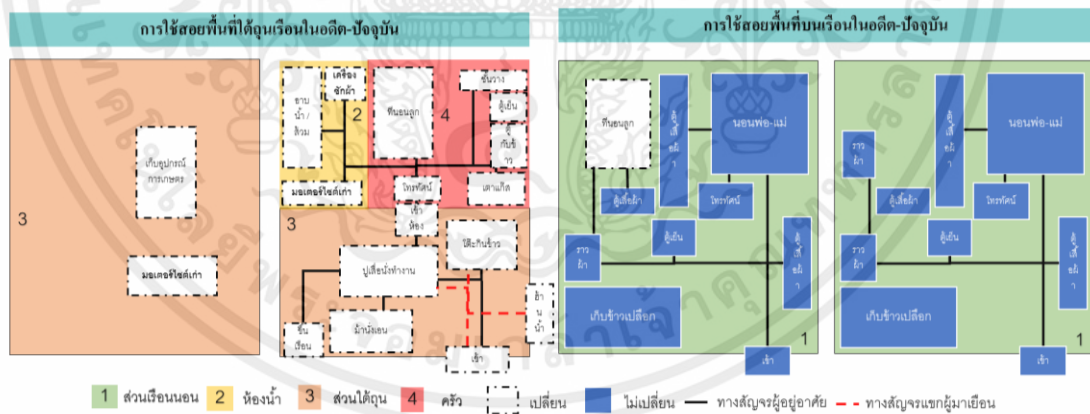 การใช้สอยพื้นที่ใต้ถุนเรือนในอดีต-ปัจจุบัน
การใช้สอยพื้นที่บนเรือนในอดีต-ปัจจุบัน
3
เก็บอุปกรณ์
การเกษตร
มอเตอร์ไซต์เก่า
อาบ
น้ำ /
ส้วม
เครื่อง
ซักผ้า
2
มอเตอร์ไซต์เก่า
ที่นอนลูก
4
ชั้นวาง
ตู้เย็น
ตู้
กับข้าว
เตาแก๊ส
โทรทัศน์
เข้า
ห้อง
3
ปูเสื่อนั่งทำงาน
โต๊ะกินข้าว
ม้านั่งเอน
ขึ้น
เรือน
เข้า
ที่นอนลูก
ตู้เสื้อผ้า
ตู้เสื้อผ้า
นอนพ่อ-แม่
โทรทัศน์
ตู้เย็น
ราว
ผ้า
ตู้เสื้อผ้า
เก็บข้าวเปลือก
1
เข้า
ราว
ผ้า
ตู้เสื้อผ้า
นอนพ่อ-แม่
โทรทัศน์
ตู้เย็น
ราว
ผ้า
ตู้เสื้อผ้า
เก็บข้าวเปลือก
1
เข้า
1 ส่วนเรือนนอน 2 ห้องน้ำ 3 ส่วนใต้ถุน 4 ครัว เปลี่ยน ไม่เปลี่ยน ทางสัญจรผู้อยู่อาศัย ทางสัญจรแขกผู้มาเยือน